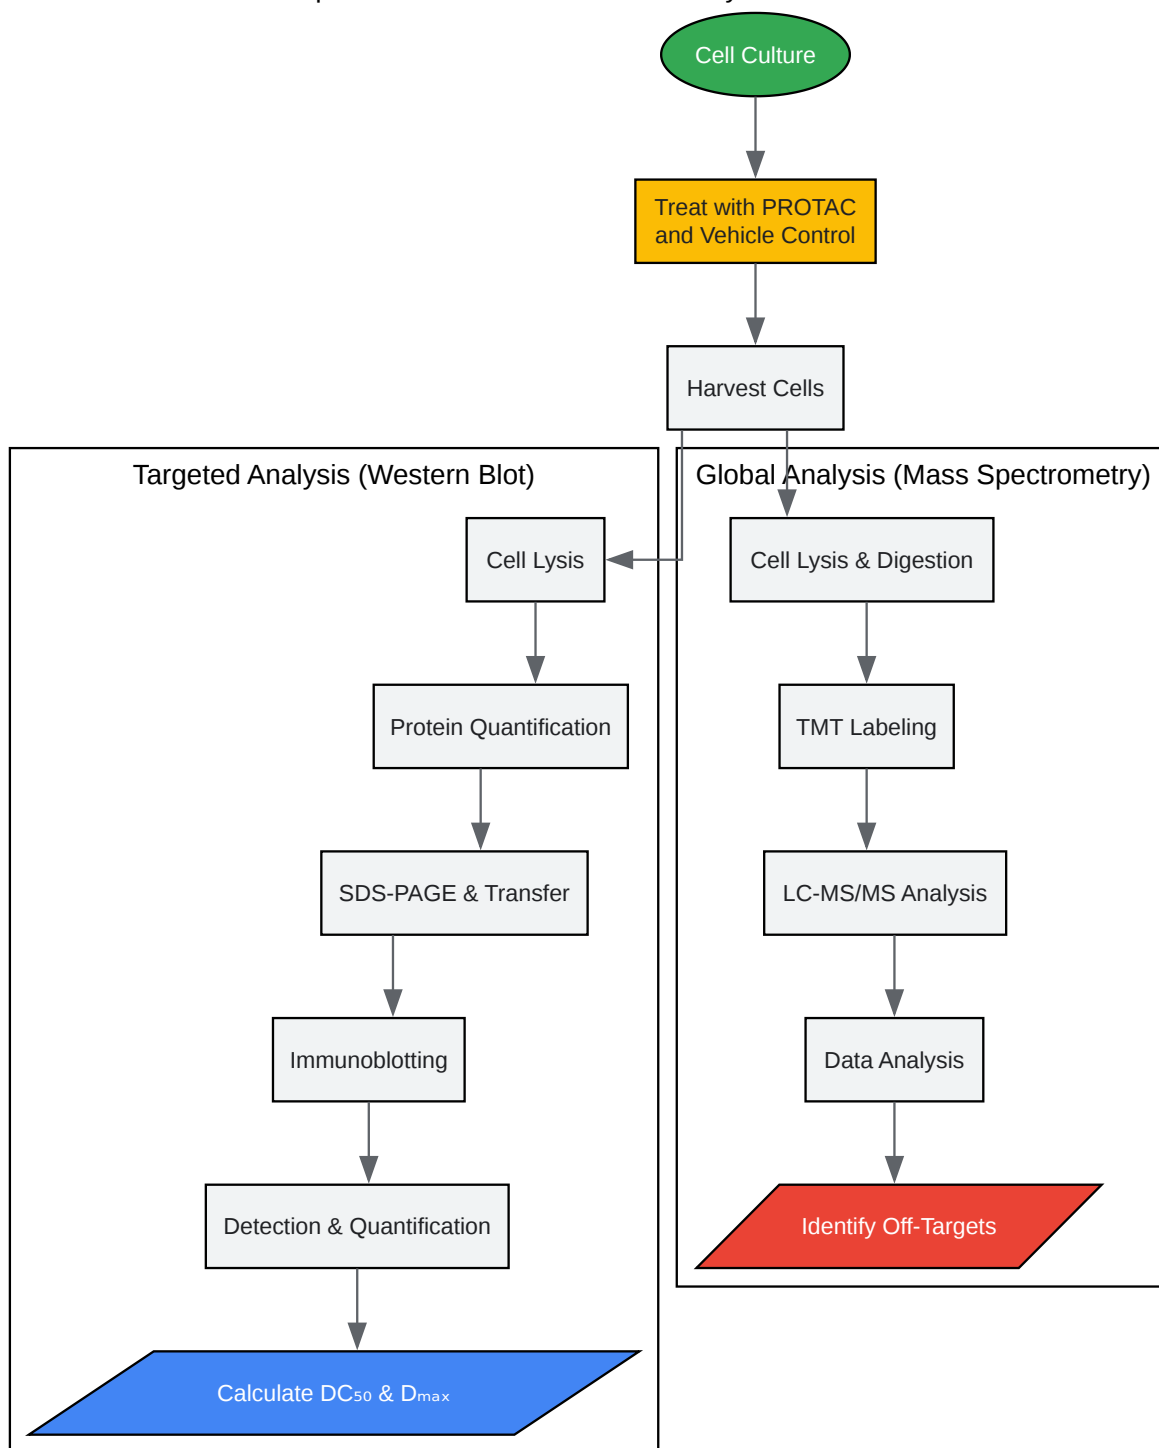 Cell Culture
Treat with PROTAC
and Vehicle Control
Harvest Cells
Targeted Analysis (Western Blot)
Cell Lysis
Protein Quantification
SDS-PAGE & Transfer
Immunoblotting
Detection & Quantification
Calculate DC₅₀ & Dₘₐₓ
Global Analysis (Mass Spectrometry)
Cell Lysis & Digestion
TMT Labeling
LC-MS/MS Analysis
Data Analysis
Identify Off-Targets